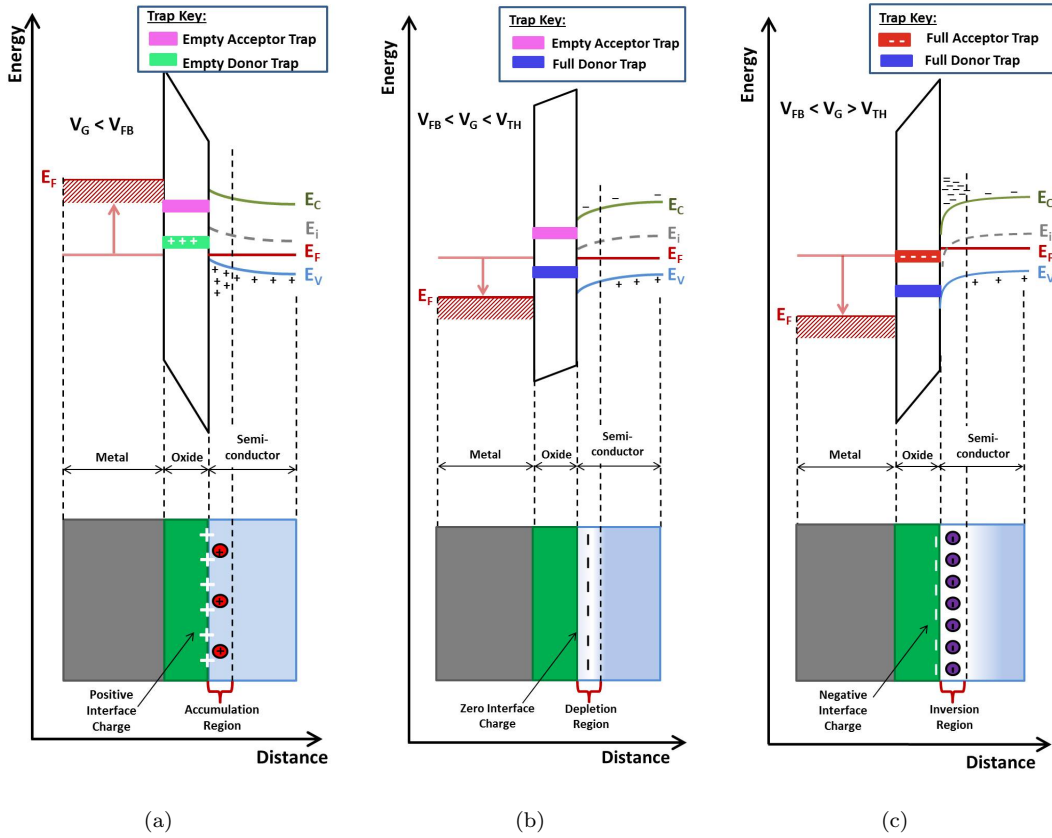 Energy
Trap Key:
Empty Acceptor Trap
Empty Donor Trap
V_G < V_FB
E_F
+ + +
E_C
E_i
E_F
E_V
Metal
Oxide
Semi-
conductor
Positive
Interface
Charge
Accumulation
Region
Distance
(a)
Energy
Trap Key:
Empty Acceptor Trap
Full Donor Trap
V_FB < V_G < V_TH
E_C
E_i
E_F
E_V
E_F
Metal
Oxide
Semi-
conductor
Zero Interface
Charge
Depletion
Region
Distance
(b)
Energy
Trap Key:
Full Acceptor Trap
Full Donor Trap
V_FB < V_G > V_TH
E_C
E_i
E_F
E_V
E_F
Metal
Oxide
Semi-
conductor
Negative
Interface
Charge
Inversion
Region
Distance
(c)